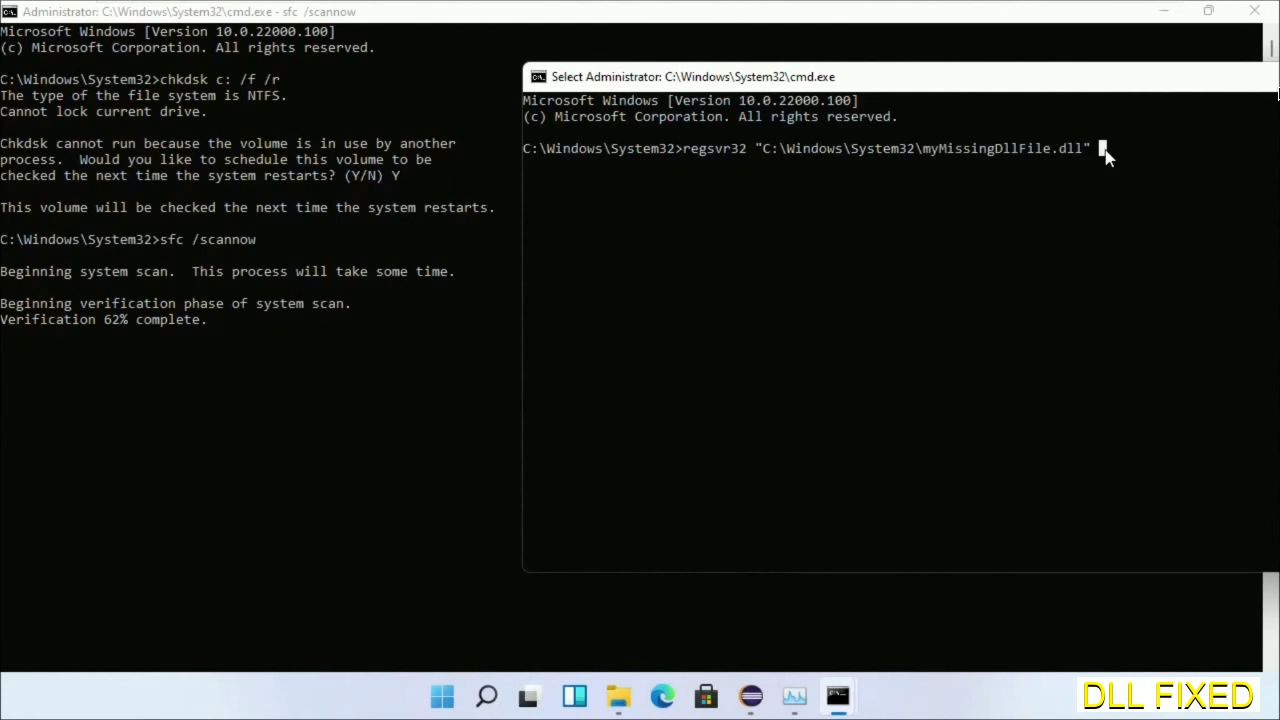 Administrator: C:\Windows\System32\cmd.exe - sfc /scannow
Microsoft Windows [Version 10.0.22000.100]
(c) Microsoft Corporation. All rights reserved.
C:\Windows\System32>chkdsk c: /f /r
The type of the file system is NTFS.
Cannot lock current drive.
Chkdsk cannot run because the volume is in use by another
process.  Would you like to schedule this volume to be
checked the next time the system restarts? (Y/N) Y
This volume will be checked the next time the system restarts.
C:\Windows\System32>sfc /scannow
Beginning system scan.  This process will take some time.
Beginning verification phase of system scan.
Verification 62% complete.
Select Administrator: C:\Windows\System32\cmd.exe
Microsoft Windows [Version 10.0.22000.100]
(c) Microsoft Corporation. All rights reserved.
C:\Windows\System32>regsvr32 "C:\Windows\System32\myMissingDllFile.dll"
DLL FIXED